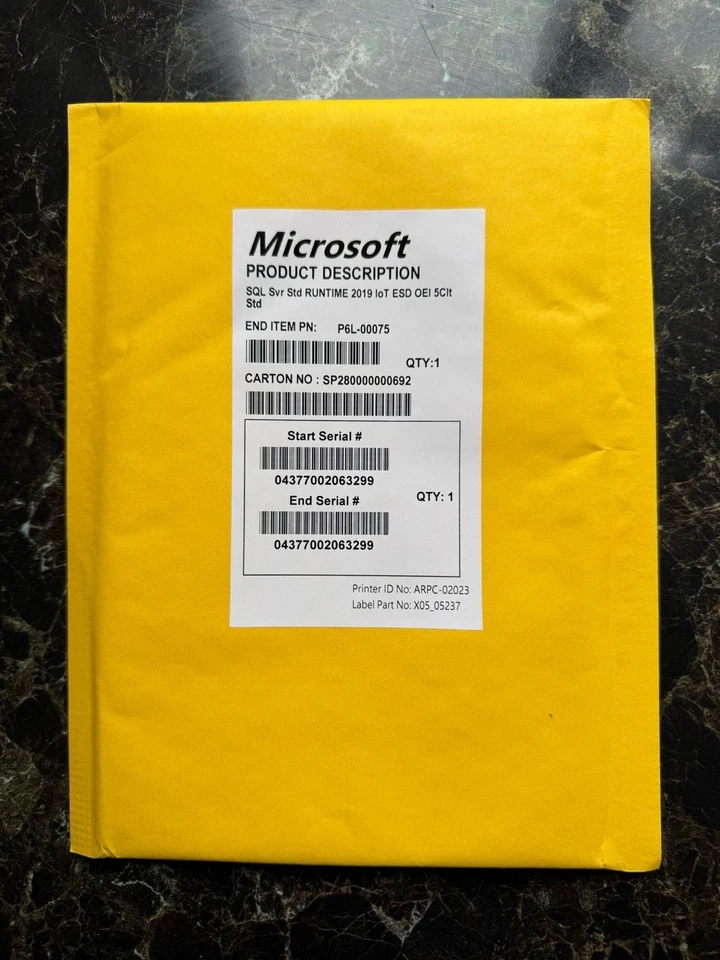 Microsoft
PRODUCT DESCRIPTION
SQL Svr Std RUNTIME 2019 IoT ESD OEI 5Clt
Std
END ITEM PN: P6L-00075
QTY:1
CARTON NO : SP280000000692
Start Serial #
04377002063299
End Serial #
QTY: 1
04377002063299
Printer ID No: ARPC-02023
Label Part No: X05_05237